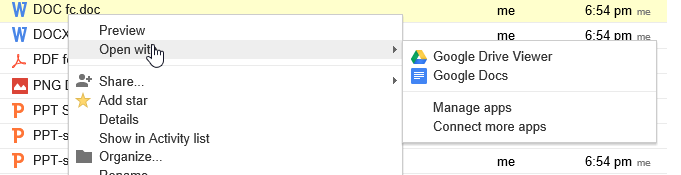 DOC fc.doc me 6:54 pm me
Preview
DOCX me 6:54 pm me
Open with
PDF
Google Drive Viewer
Share...
Google Docs
PNG
Add star
PPT S
Manage apps
Details
Connect more apps
PPT-s
Show in Activity list
PPT-s me 6:54 pm me
Organize...
Rename